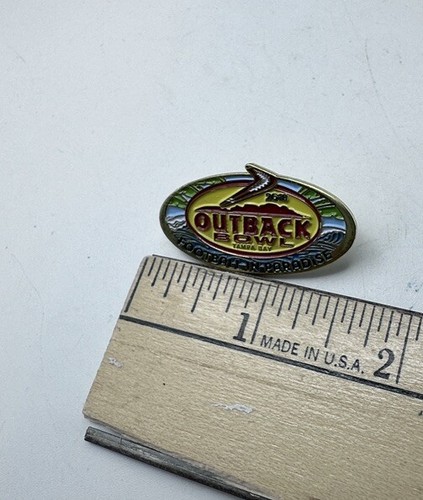 OUTBACK
BOWL
TAMPA BAY
FOOTBALL IN PARADISE
1
MADE IN U.S.A.
2